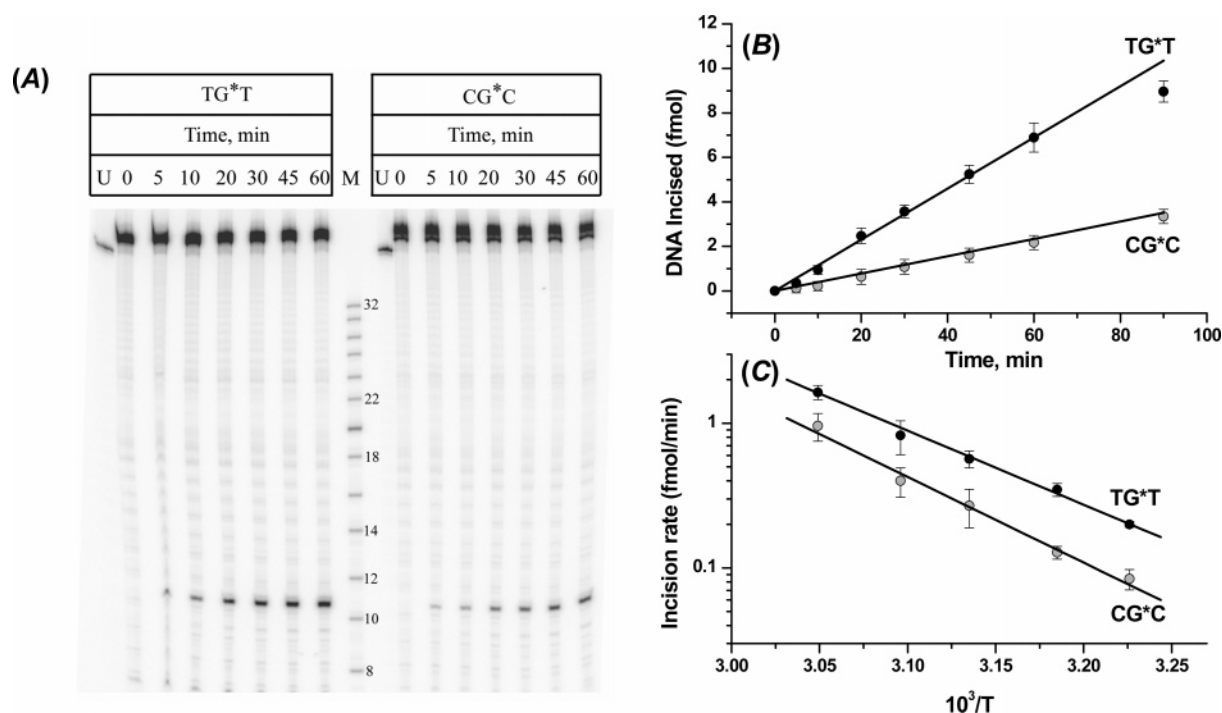 (A)
TG*T
CG*C
Time, min
Time, min
U 0 5 10 20 30 45 60 M U 0 5 10 20 30 45 60
32
22
18
14
12
10
8
(B)
12
10
8
6
4
2
0
DNA Incised (fmol)
TG*T
CG*C
0 20 40 60 80 100
Time, min
(C)
1
0.1
Incision rate (fmol/min)
TG*T
CG*C
3.00 3.05 3.10 3.15 3.20 3.25
10³/T